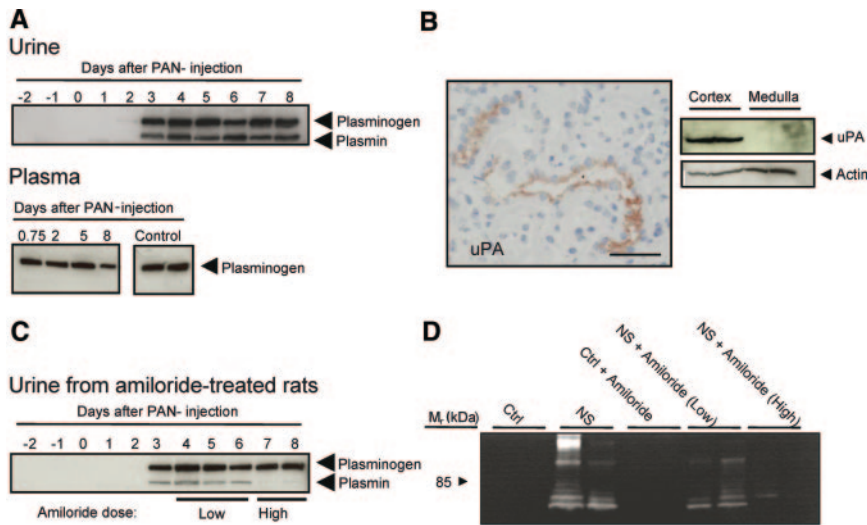 A
Urine
Days after PAN- injection
-2 -1 0 1 2 3 4 5 6 7 8
Plasminogen
Plasmin
Plasma
Days after PAN-injection
0.75 2 5 8 Control
Plasminogen
B
uPA
Cortex Medulla
uPA
Actin
C
Urine from amiloride-treated rats
Days after PAN- injection
-2 -1 0 1 2 3 4 5 6 7 8
Plasminogen
Plasmin
Amiloride dose: Low High
D
Mr (kDa)
Ctrl
NS
Ctrl + Amiloride
NS + Amiloride (Low)
NS + Amiloride (High)
85